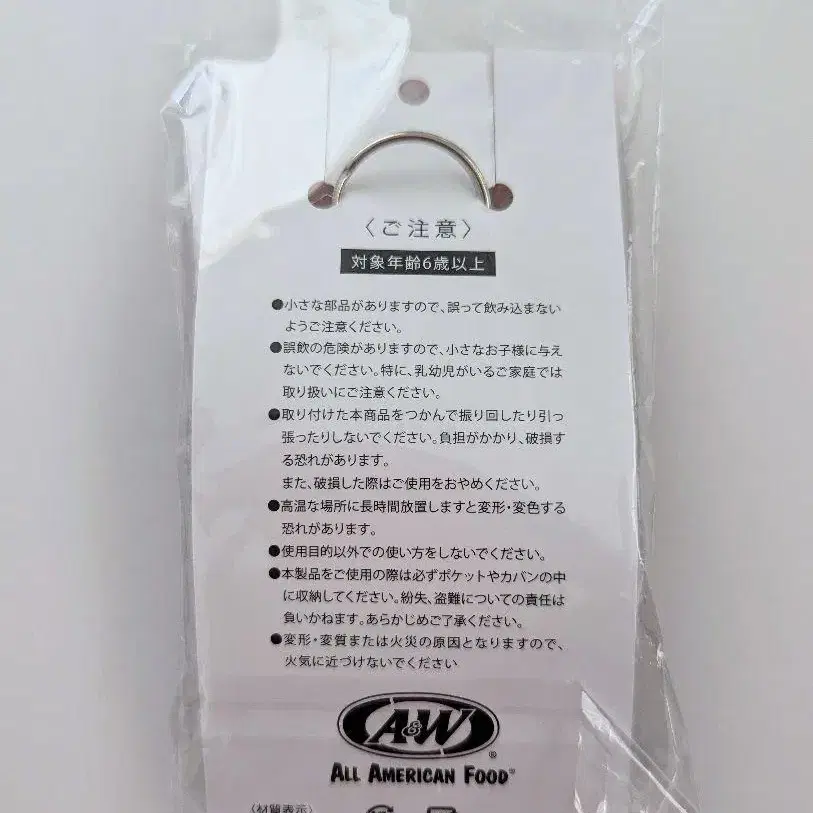 〈ご注意〉
対象年齢6歳以上
●小さな部品がありますので、誤って飲み込まない
ようご注意ください。
●誤飲の危険がありますので、小さなお子様に与え
ないでください。特に、乳幼児がいるご家庭では
取り扱いにご注意ください。
●取り付けた本商品をつかんで振り回したり引っ
張ったりしないでください。負担がかかり、破損す
る恐れがあります。
また、破損した際はご使用をおやめください。
●高温な場所に長時間放置しますと変形・変色する
恐れがあります。
●使用目的以外での使い方をしないでください。
●本製品をご使用の際は必ずポケットやカバンの中
に収納してください。紛失、盗難についての責任は
負いかねます。あらかじめご了承ください。
●変形・変質または火災の原因となりますので、
火気に近づけないでください
A&W®
ALL AMERICAN FOOD®
〈材質表示〉